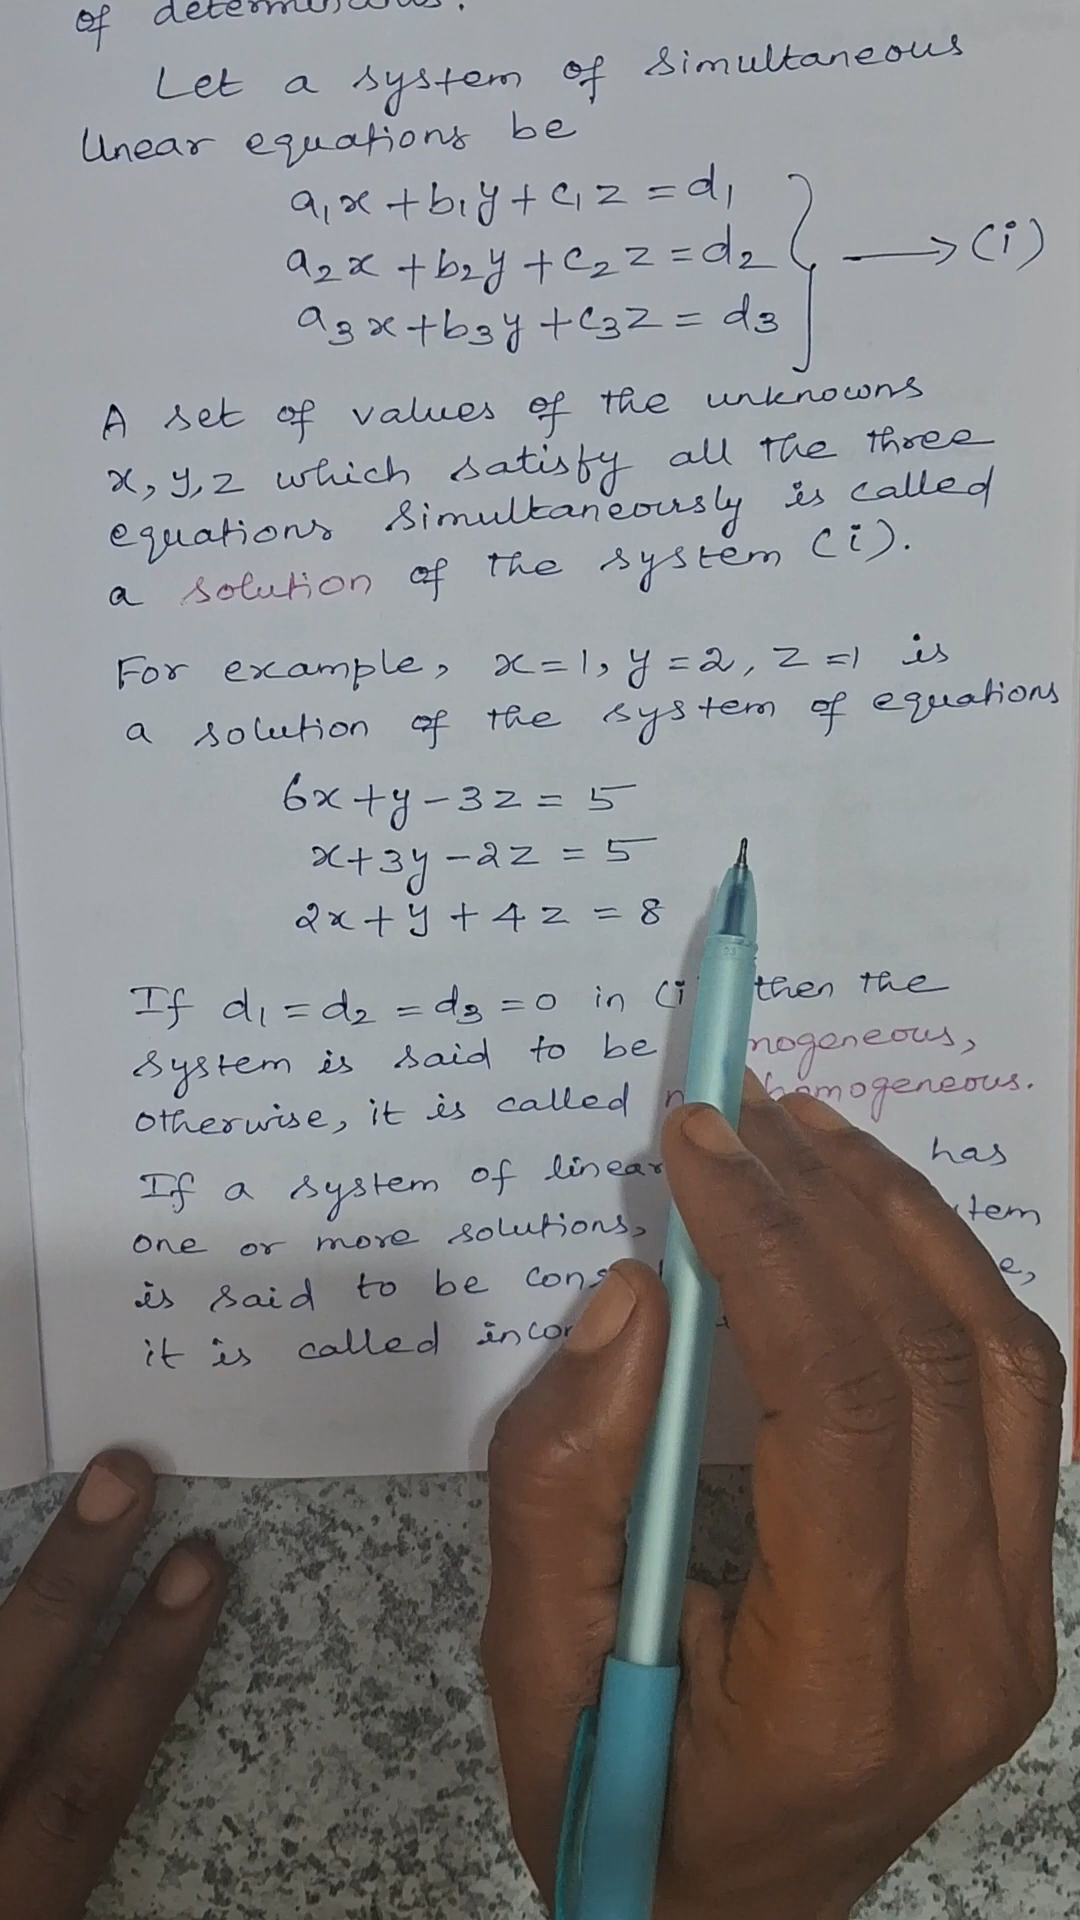 of
Let a system of simultaneous
linear equations be
a₁x + b₁y + c₁z = d₁
a₂x + b₂y + c₂z = d₂ → (i)
a₃x + b₃y + c₃z = d₃
A set of values of the unknowns
x, y, z which satisfy all the three
equations simultaneously is called
a solution of the system (i).
For example, x = 1, y = 2, z = 1 is
a solution of the system of equations
6x + y - 3z = 5
x + 3y - 2z = 5
2x + y + 4z = 8
If d₁ = d₂ = d₃ = 0 in (i then the
system is said to be mogeneous,
otherwise, it is called homogeneous.
If a system of linear has
one or more solutions, tem
is said to be cons e,
it is called incon